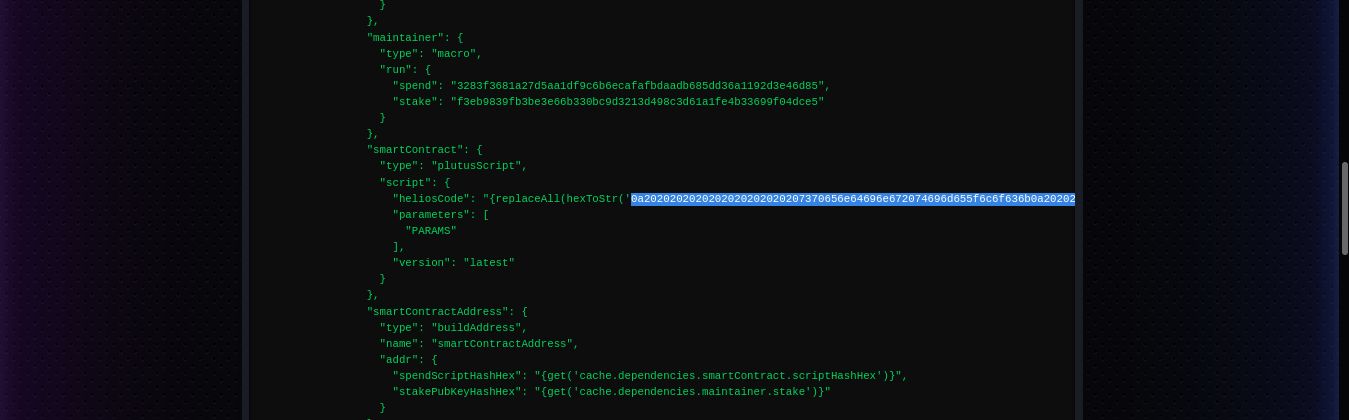 }
},
"maintainer": {
"type": "macro",
"run": {
"spend": "3283f3681a27d5aa1df9c6b6ecafafbdaadb685dd36a1192d3e46d85",
"stake": "f3eb9839fb3be3e66b330bc9d3213d498c3d61a1fe4b33699f04dce5"
}
},
"smartContract": {
"type": "plutusScript",
"script": {
"heliosCode": "{replaceAll(hexToStr('0a2020202020202020202020207370656e64696e672074696d655f6c6f636b0a20202
"parameters": [
"PARAMS"
],
"version": "latest"
}
},
"smartContractAddress": {
"type": "buildAddress",
"name": "smartContractAddress",
"addr": {
"spendScriptHashHex": "{get('cache.dependencies.smartContract.scriptHashHex')}",
"stakePubKeyHashHex": "{get('cache.dependencies.maintainer.stake')}"
}